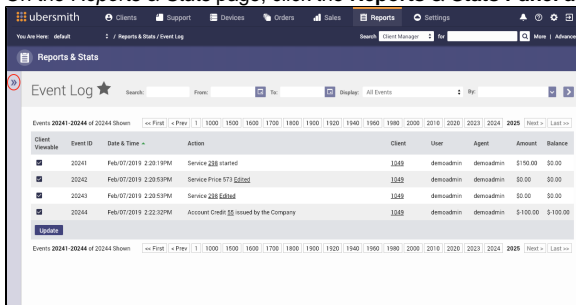 On the Reports & Stats page, click the Reports & Stats Panel
ubersmith Clients Support Devices Orders Sales Reports Settings
You Are Here: default / Reports & Stats / Event Log Search Client Manager for More | Advance
Reports & Stats
»
Event Log Search: From: To: Display: All Events By:
Events 20241-20244 of 20244 Shown << First < Prev 1 1000 1500 1600 1700 1800 1900 1920 1940 1960 1980 2000 2010 2020 2023 2024 2025 Next > Last >>
Client Viewable Event ID Date & Time Action Client User Agent Amount Balance
20241 Feb/07/2019 2:20:19PM Service 298 started 1049 demoadmin demoadmin $150.00 $0.00
20242 Feb/07/2019 2:20:53PM Service Price 573 Edited 1049 demoadmin demoadmin $0.00 $0.00
20243 Feb/07/2019 2:20:53PM Service 298 Edited 1049 demoadmin demoadmin $0.00 $0.00
20244 Feb/07/2019 2:22:32PM Account Credit 55 issued by the Company 1049 demoadmin demoadmin $-100.00 $-100.00
Update
Events 20241-20244 of 20244 Shown << First < Prev 1 1000 1500 1600 1700 1800 1900 1920 1940 1960 1980 2000 2010 2020 2023 2024 2025 Next > Last >>